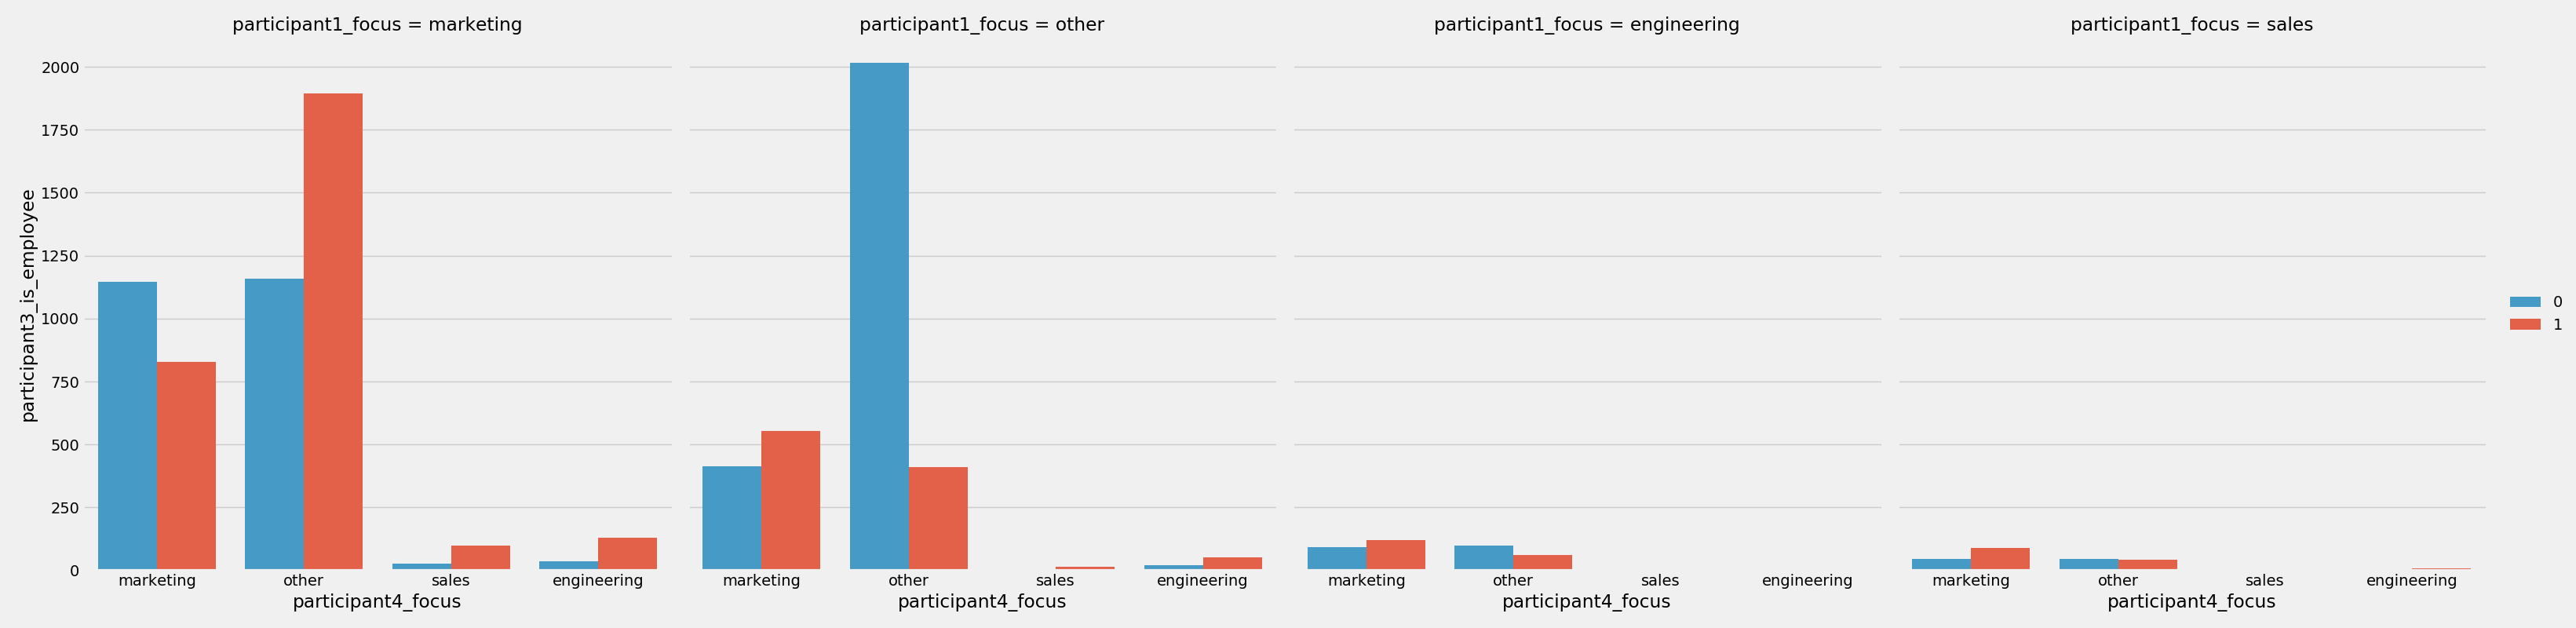 participant1_focus = marketing
participant1_focus = other
participant1_focus = engineering
participant1_focus = sales
participant3_is_employee
2000
1750
1500
1250
1000
750
500
250
0
marketing other sales engineering
marketing other sales engineering
marketing other sales engineering
marketing other sales engineering
participant4_focus
participant4_focus
participant4_focus
participant4_focus
0
1